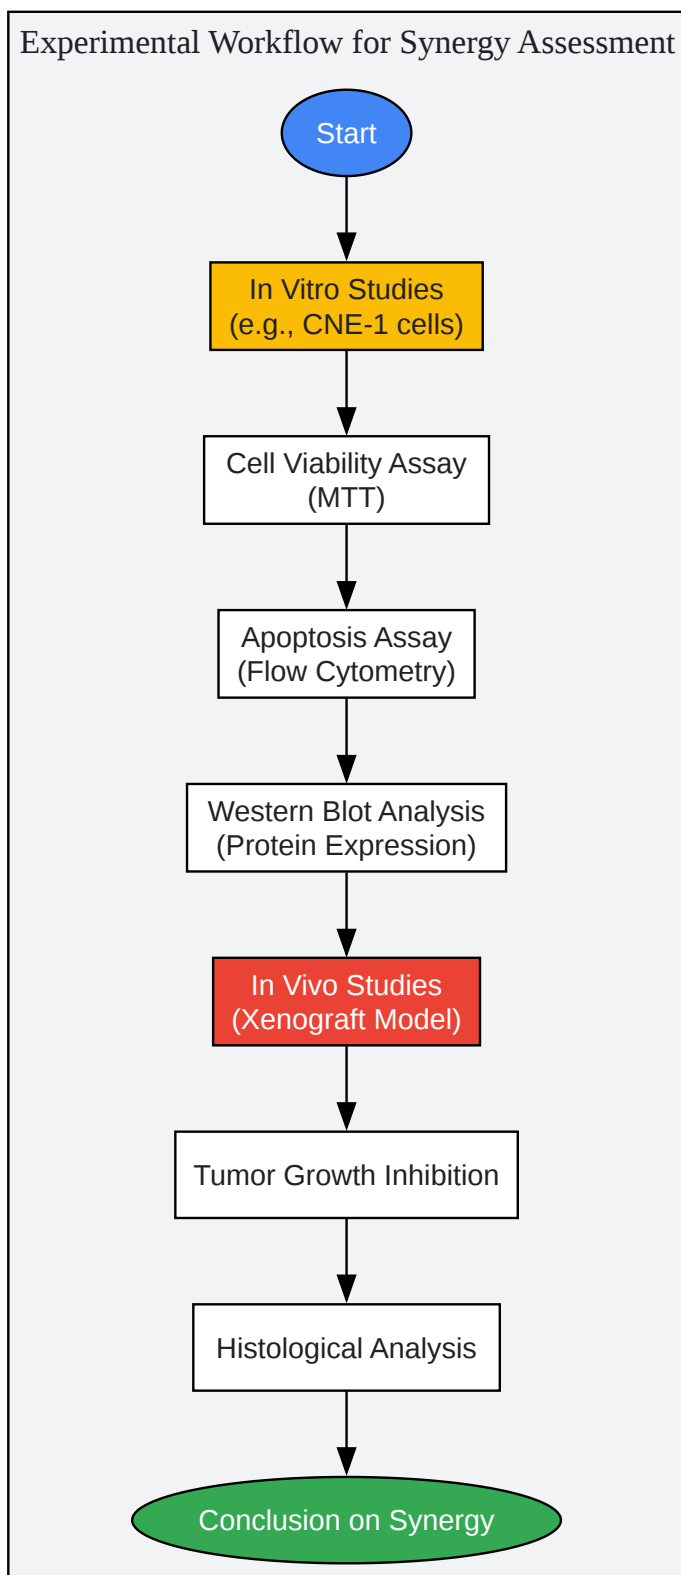 Experimental Workflow for Synergy Assessment
Start
In Vitro Studies
(e.g., CNE-1 cells)
Cell Viability Assay
(MTT)
Apoptosis Assay
(Flow Cytometry)
Western Blot Analysis
(Protein Expression)
In Vivo Studies
(Xenograft Model)
Tumor Growth Inhibition
Histological Analysis
Conclusion on Synergy